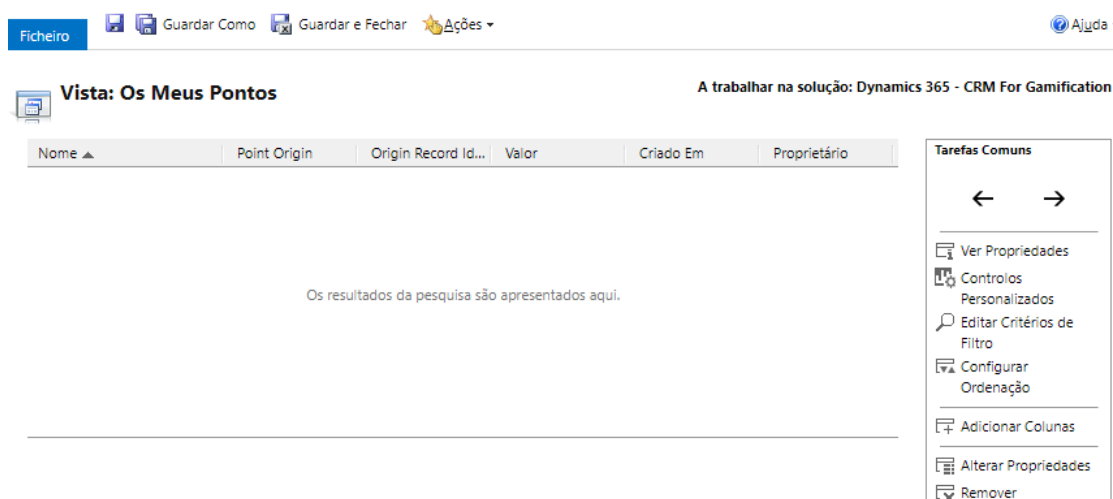 Ficheiro Guardar Como Guardar e Fechar Ações Ajuda
Vista: Os Meus Pontos
A trabalhar na solução: Dynamics 365 - CRM For Gamification
Nome Point Origin Origin Record Id... Valor Criado Em Proprietário
Os resultados da pesquisa são apresentados aqui.
Tarefas Comuns
Ver Propriedades
Controlos
Personalizados
Editar Critérios de
Filtro
Configurar
Ordenação
Adicionar Colunas
Alterar Propriedades
Remover